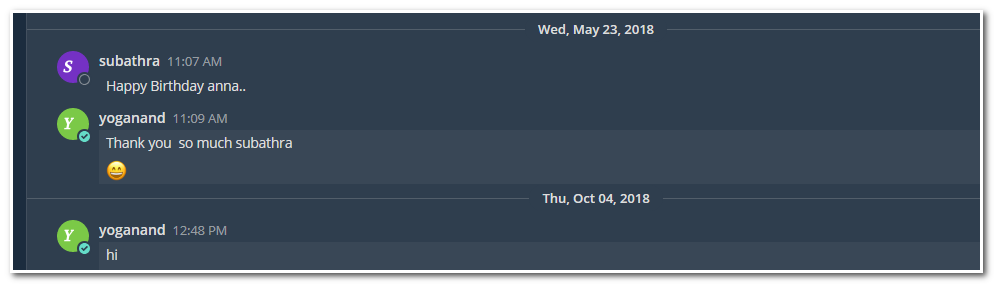 Wed, May 23, 2018
S
subathra 11:07 AM
Happy Birthday anna..
Y
yoganand 11:09 AM
Thank you  so much subathra
😄
Thu, Oct 04, 2018
Y
yoganand 12:48 PM
hi